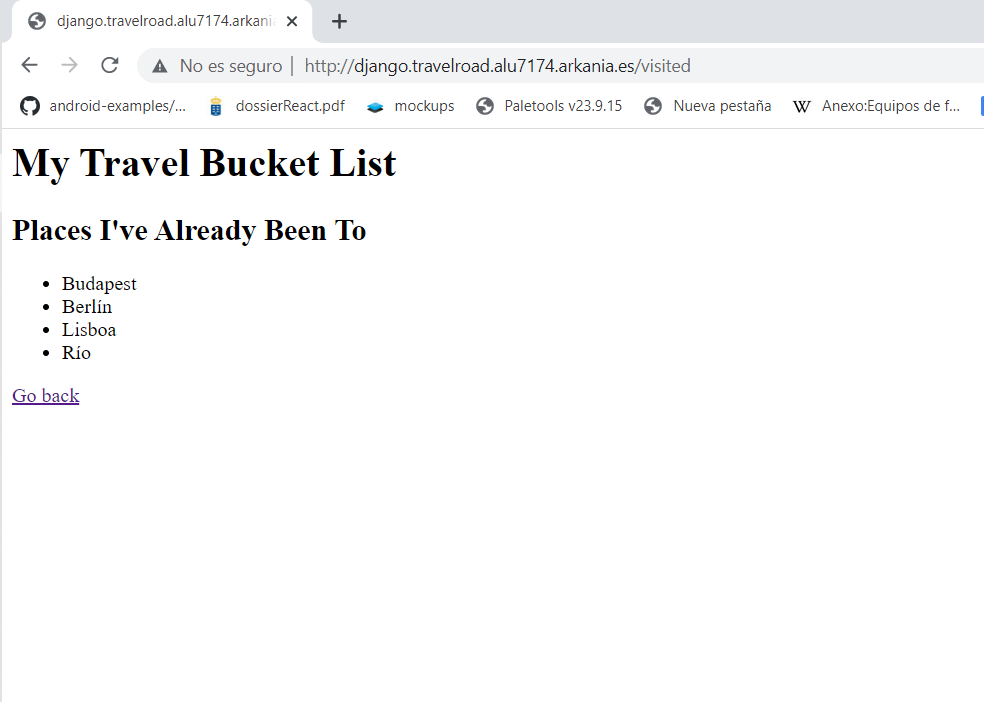 django.travelroad.alu7174.arkani
No es seguro | http://django.travelroad.alu7174.arkania.es/visited
android-examples/... dossierReact.pdf mockups Paletools v23.9.15 Nueva pestaña Anexo:Equipos de f...
My Travel Bucket List
Places I've Already Been To
• Budapest
• Berlín
• Lisboa
• Río
Go back